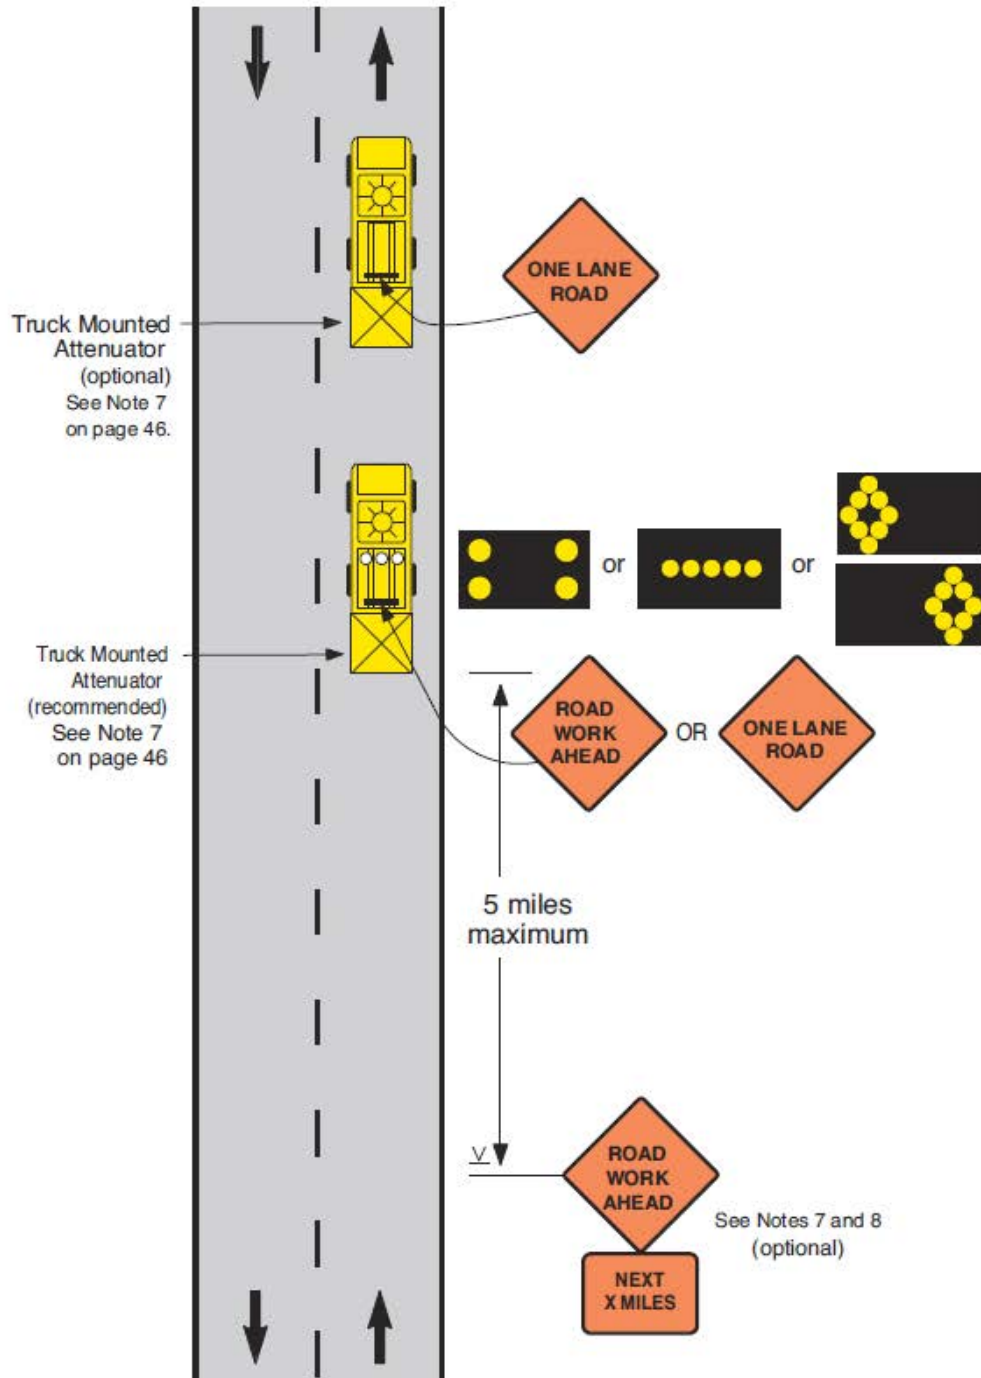 ONE LANE
ROAD
Truck Mounted
Attenuator
(optional)
See Note 7
on page 46.
or
or
Truck Mounted
Attenuator
(recommended)
See Note 7
on page 46
ROAD
WORK
AHEAD
OR
ONE LANE
ROAD
5 miles
maximum
V
ROAD
WORK
AHEAD
See Notes 7 and 8
(optional)
NEXT
X MILES